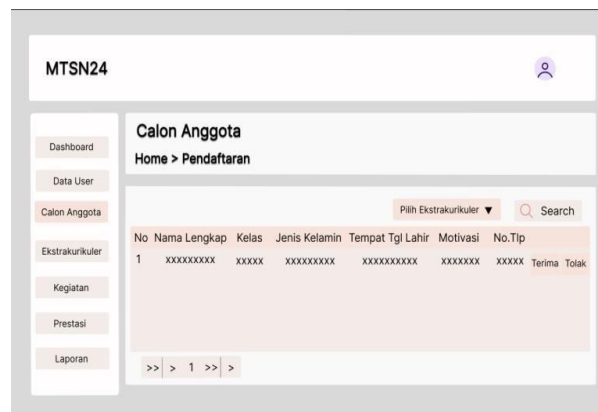 MTSN24
Dashboard
Data User
Calon Anggota
Ekstrakurikuler
Kegiatan
Prestasi
Laporan
Calon Anggota
Home > Pendaftaran
Pilih Ekstrakurikuler ▼ Search
No Nama Lengkap Kelas Jenis Kelamin Tempat Tgl Lahir Motivasi No.Tlp
1 xxxxxxxxx xxxxx xxxxxxxxx xxxxxxxxxx xxxxxxx xxxxx Terima Tolak
>> > 1 >> >